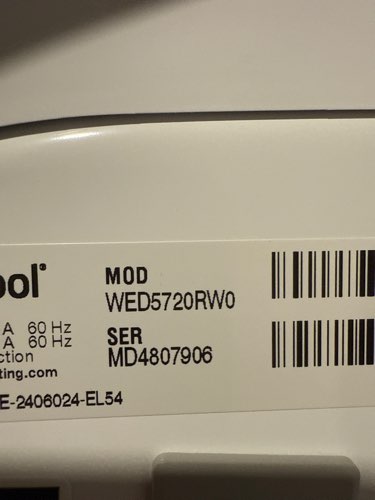 ool®
MOD
WED5720RW0
A 60 Hz
A 60 Hz
ction
ting.com
SER
MD4807906
E-2406024-EL54